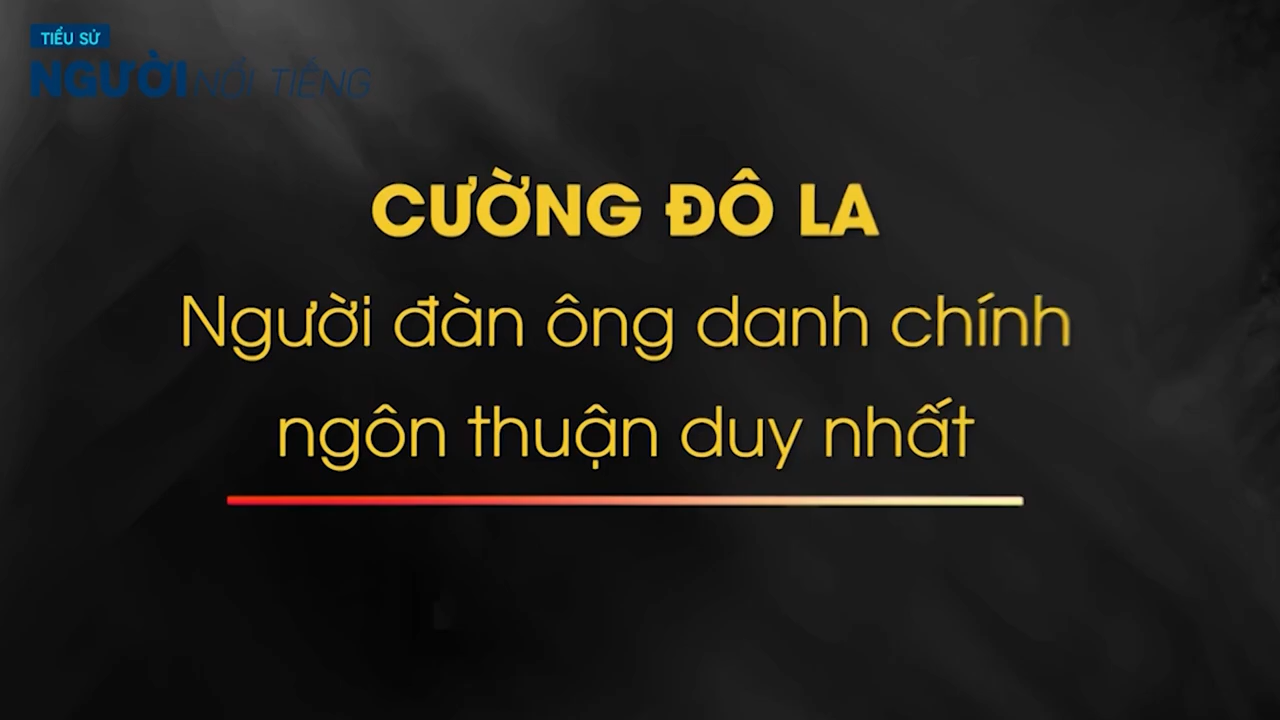 TIỂU SỬ
NGƯỜI NỔI TIẾNG
CƯỜNG ĐÔ LA
Người đàn ông danh chính
ngôn thuận duy nhất